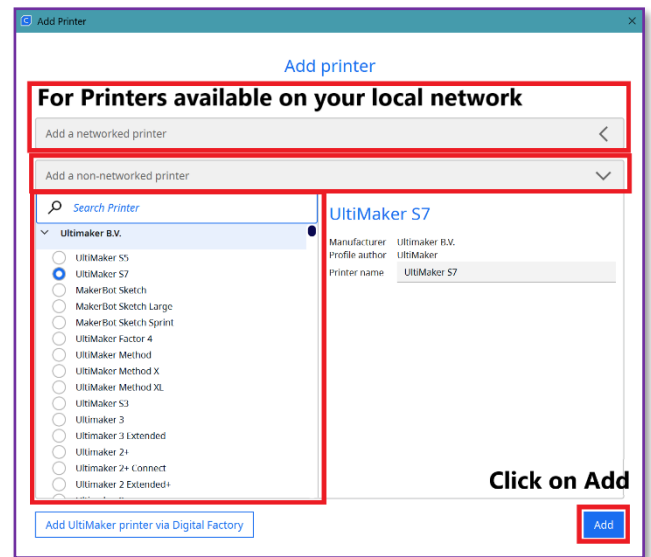 Add Printer
Add printer
For Printers available on your local network
Add a networked printer
Add a non-networked printer
Search Printer
Ultimaker B.V.
UltiMaker S5
UltiMaker S7
MakerBot Sketch
MakerBot Sketch Large
MakerBot Sketch Sprint
UltiMaker Factor 4
UltiMaker Method
UltiMaker Method X
UltiMaker Method XL
UltiMaker S3
Ultimaker 3
Ultimaker 3 Extended
Ultimaker 2+
Ultimaker 2+ Connect
Ultimaker 2 Extended+
UltiMaker S7
Manufacturer Ultimaker B.V.
Profile author UltiMaker
Printer name UltiMaker S7
Click on Add
Add UltiMaker printer via Digital Factory
Add